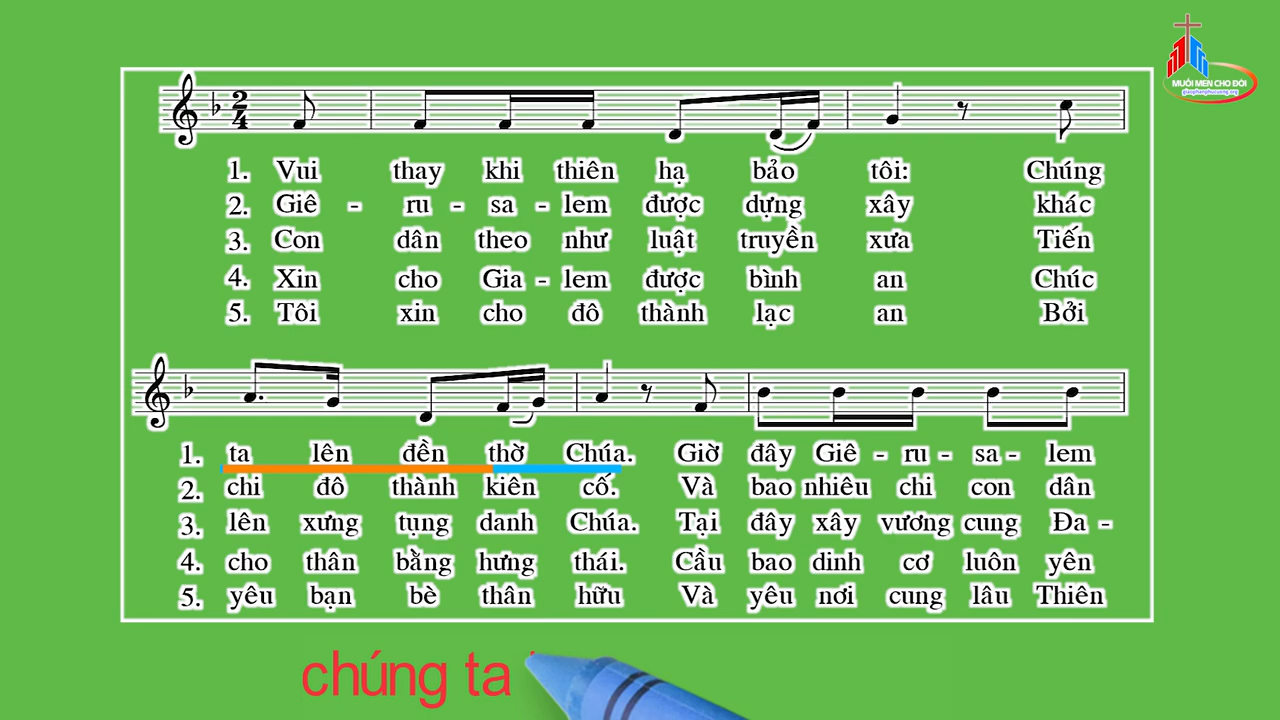 MUỐI MEN CHO ĐỜI
giaophanphucuong.org
2
4
1. Vui thay khi thiên hạ bảo tôi: Chúng
2. Giê - ru - sa - lem được dựng xây khác
3. Con dân theo như luật truyền xưa Tiến
4. Xin cho Gia - lem được bình an Chúc
5. Tôi xin cho đô thành lạc an Bởi
1. ta lên đền thờ Chúa. Giờ đây Giê - ru - sa - lem
2. chi đô thành kiên cố. Và bao nhiêu chi con dân
3. lên xưng tụng danh Chúa. Tại đây xây vương cung Đa -
4. cho thân bằng hưng thái. Cầu bao dinh cơ luôn yên
5. yêu bạn bè thân hữu Và yêu nơi cung lâu Thiên
chúng ta